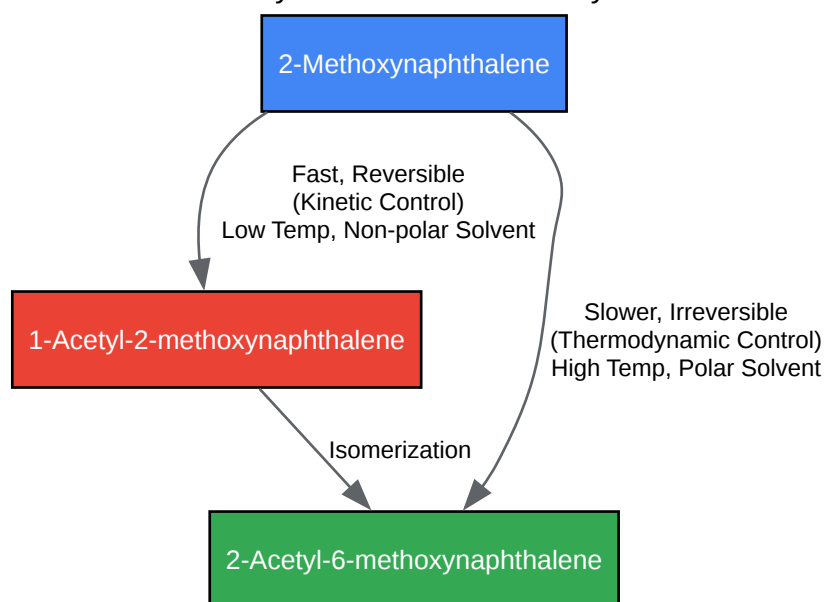 2-Methoxynaphthalene
Fast, Reversible
(Kinetic Control)
Low Temp, Non-polar Solvent
1-Acetyl-2-methoxynaphthalene
Slower, Irreversible
(Thermodynamic Control)
High Temp, Polar Solvent
Isomerization
2-Acetyl-6-methoxynaphthalene